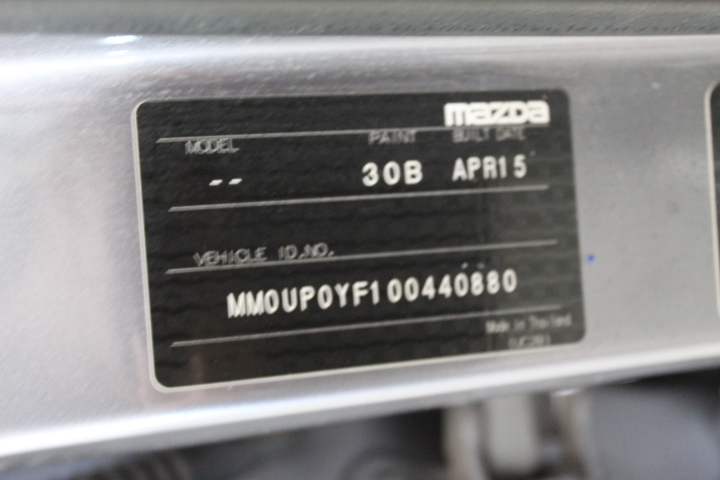 mazda
MODEL PAINT BUILT DATE
-- 30B APR15
VEHICLE ID.NO.
MM0UP0YF100440880
Made in Thailand